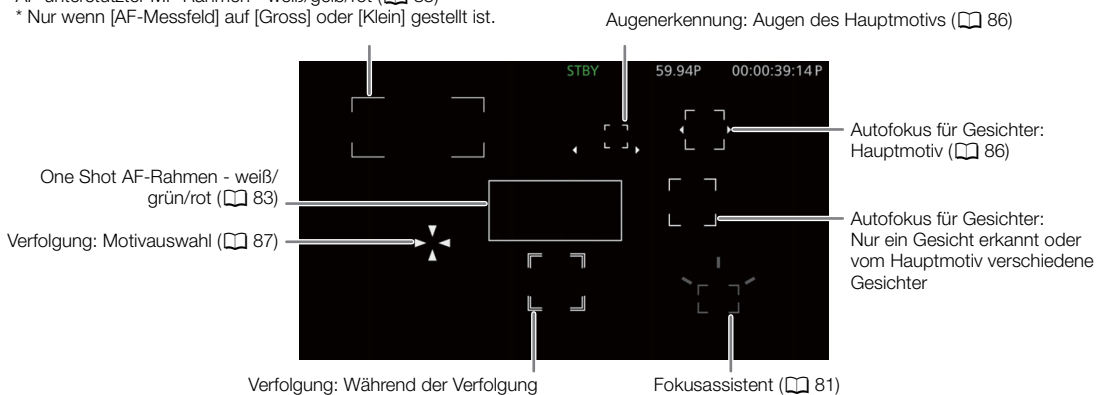 * Nur wenn [AF-Messfeld] auf [Gross] oder [Klein] gestellt ist.
Augenerkennung: Augen des Hauptmotivs (86)
STBY 59.94P 00:00:39:14 P
Autofokus für Gesichter:
Hauptmotiv (86)
One Shot AF-Rahmen - weiß/
grün/rot (83)
Verfolgung: Motivauswahl (87)
Autofokus für Gesichter:
Nur ein Gesicht erkannt oder
vom Hauptmotiv verschiedene
Gesichter
Verfolgung: Während der Verfolgung
Fokusassistent (81)